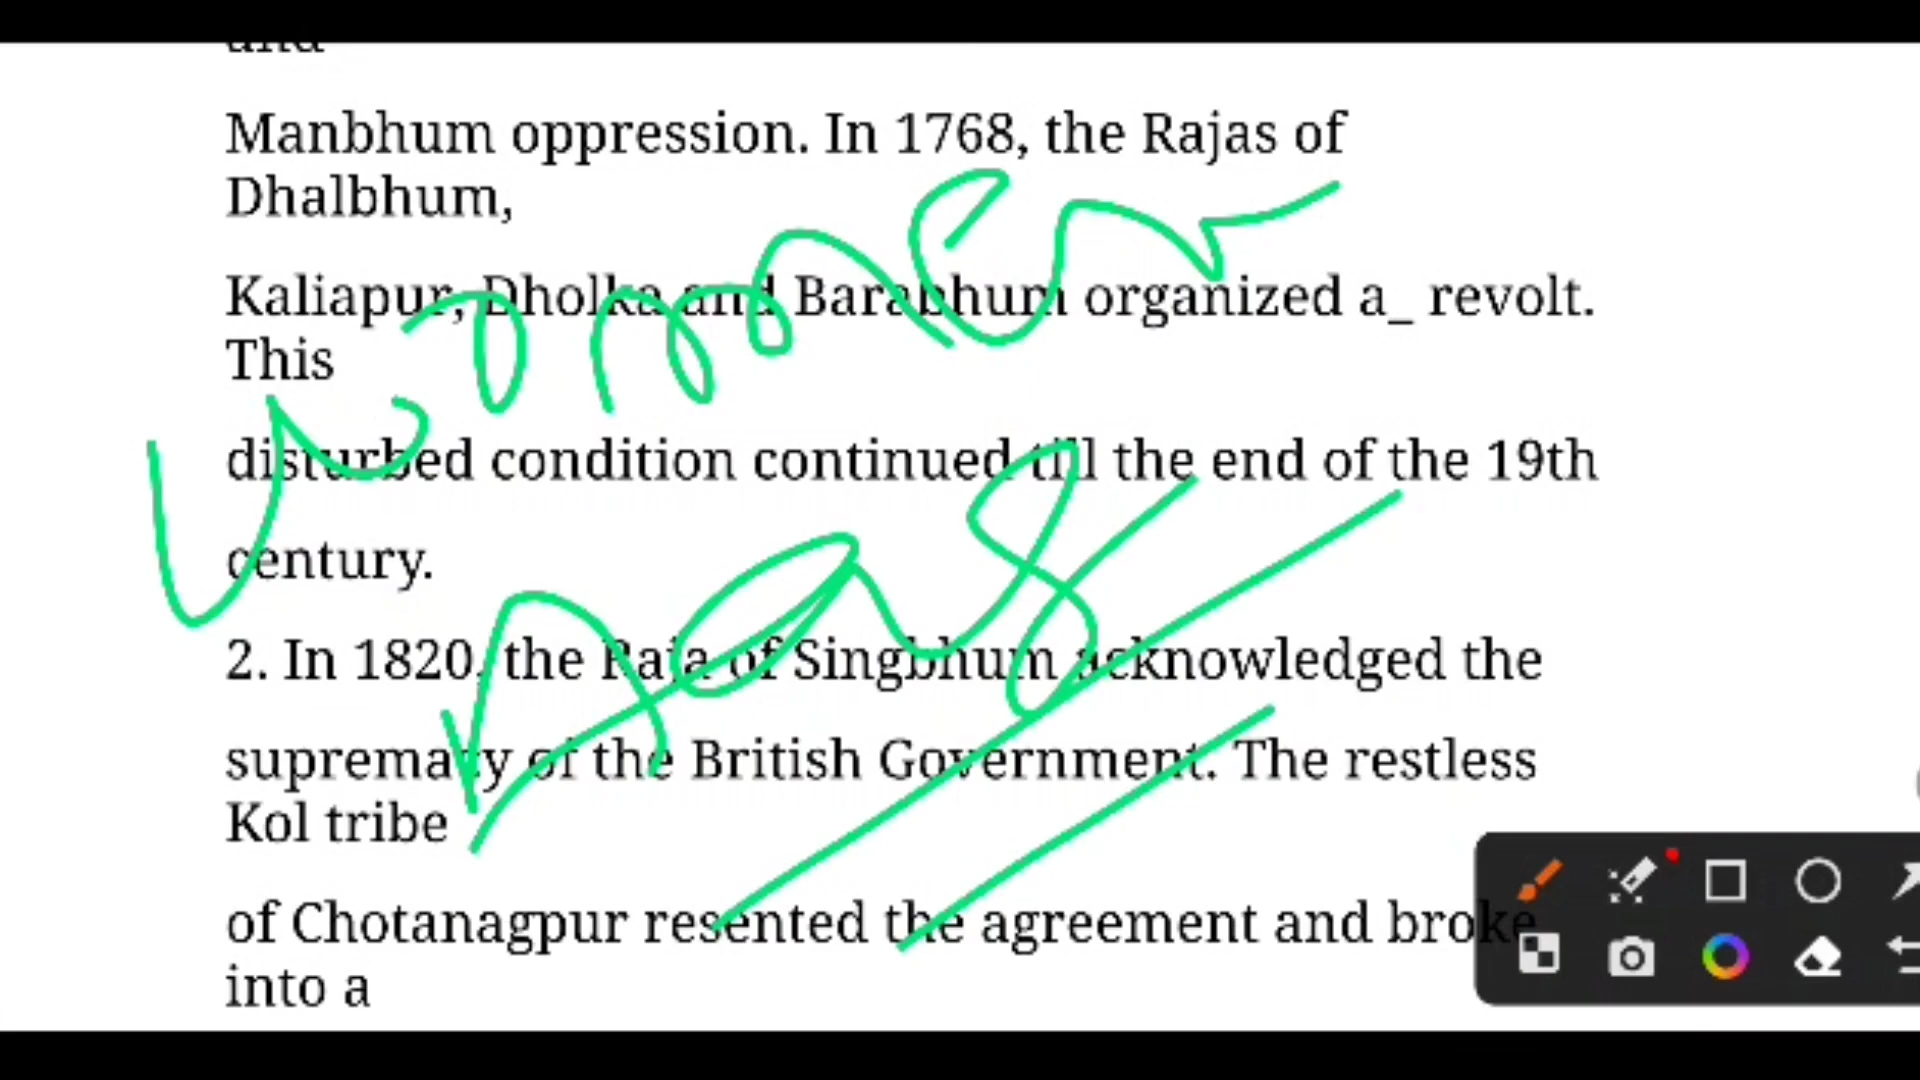 Manbhum oppression. In 1768, the Rajas of
Dhalbhum,
Kaliapur, Dholka and Barabhum organized a_ revolt.
This
disturbed condition continued till the end of the 19th
century.
2. In 1820, the Raja of Singbhum acknowledged the
supremacy of the British Government. The restless
Kol tribe
of Chotanagpur resented the agreement and broke
into a
women